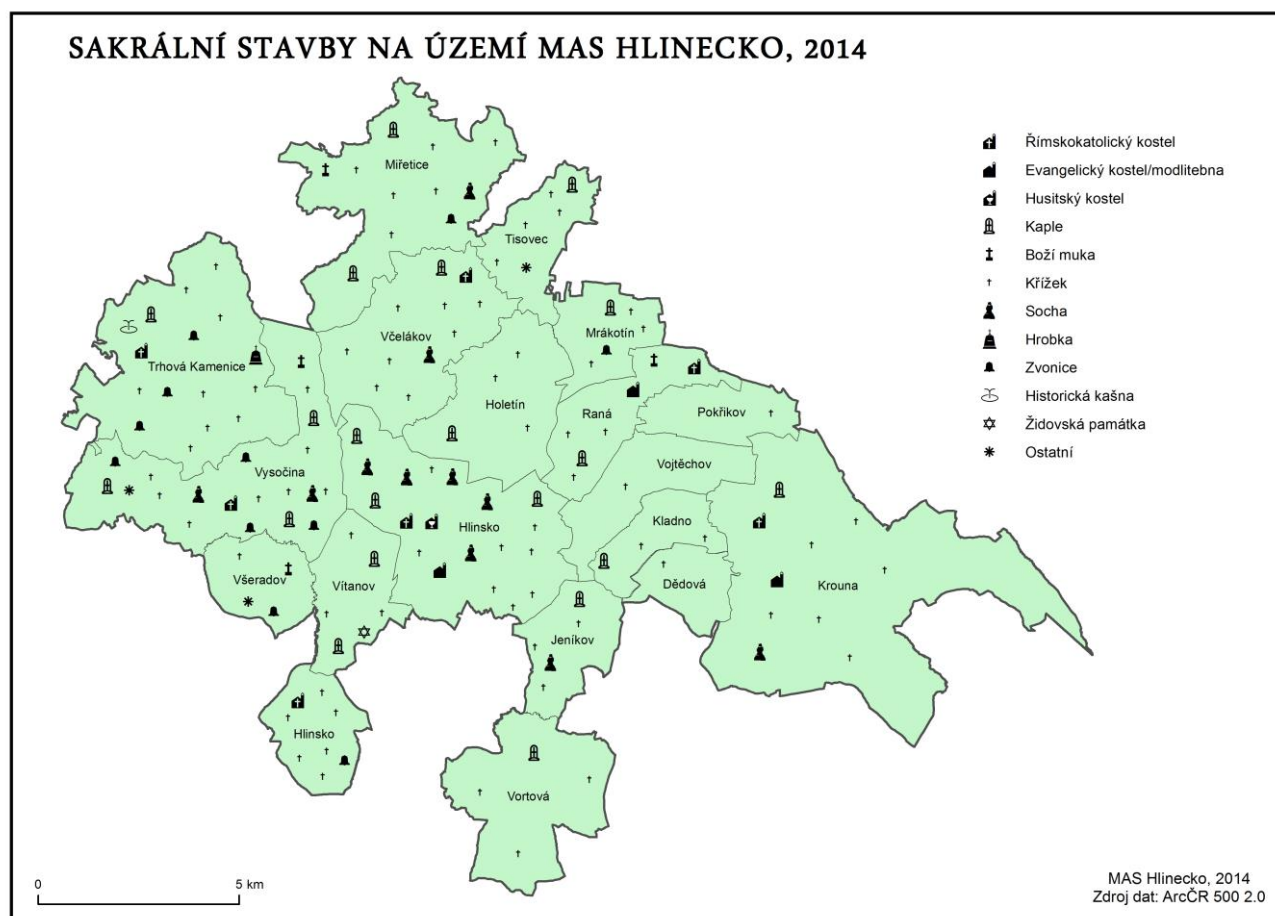 SAKRÁLNÍ STAVBY NA ÚZEMÍ MAS HLINECKO, 2014
Římskokatolický kostel
Evangelický kostel/modlitebna
Husitský kostel
Kaple
Boží muka
Křížek
Socha
Hrobka
Zvonice
Historická kašna
Židovská památka
Ostatní
Miřetice
Tisovec
Včelákov
Mrákotín
Trhová Kamenice
Holetín
Raná
Pokřikov
Vojtěchov
Vysočina
Hlinsko
Kladno
Všeradov
Vítanov
Dědová
Krouna
Jeníkov
Hlinsko
Vortová
0 5 km
MAS Hlinecko, 2014
Zdroj dat: ArcČR 500 2.0